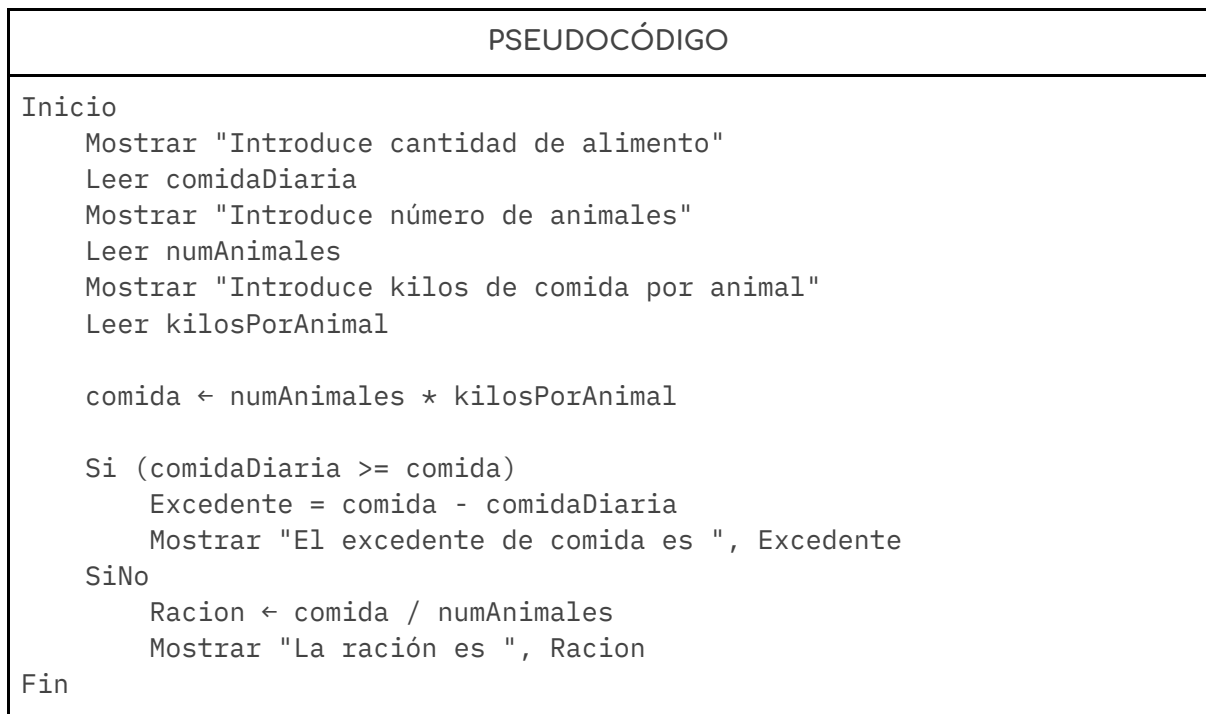 PSEUDOCÓDIGO
Inicio
Mostrar "Introduce cantidad de alimento"
Leer comidaDiaria
Mostrar "Introduce número de animales"
Leer numAnimales
Mostrar "Introduce kilos de comida por animal"
Leer kilosPorAnimal
comida ← numAnimales * kilosPorAnimal
Si (comidaDiaria >= comida)
Excedente = comida - comidaDiaria
Mostrar "El excedente de comida es ", Excedente
SiNo
Racion ← comida / numAnimales
Mostrar "La ración es ", Racion
Fin